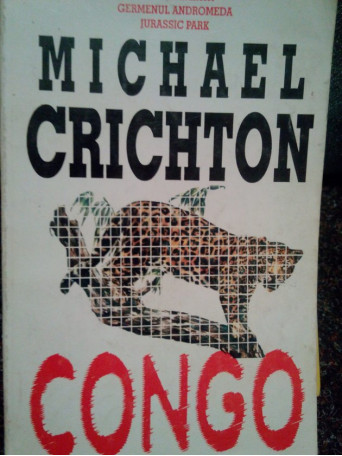 GERMENUL ANDROMEDA
JURASSIC PARK
MICHAEL
CRICHTON
CONGO